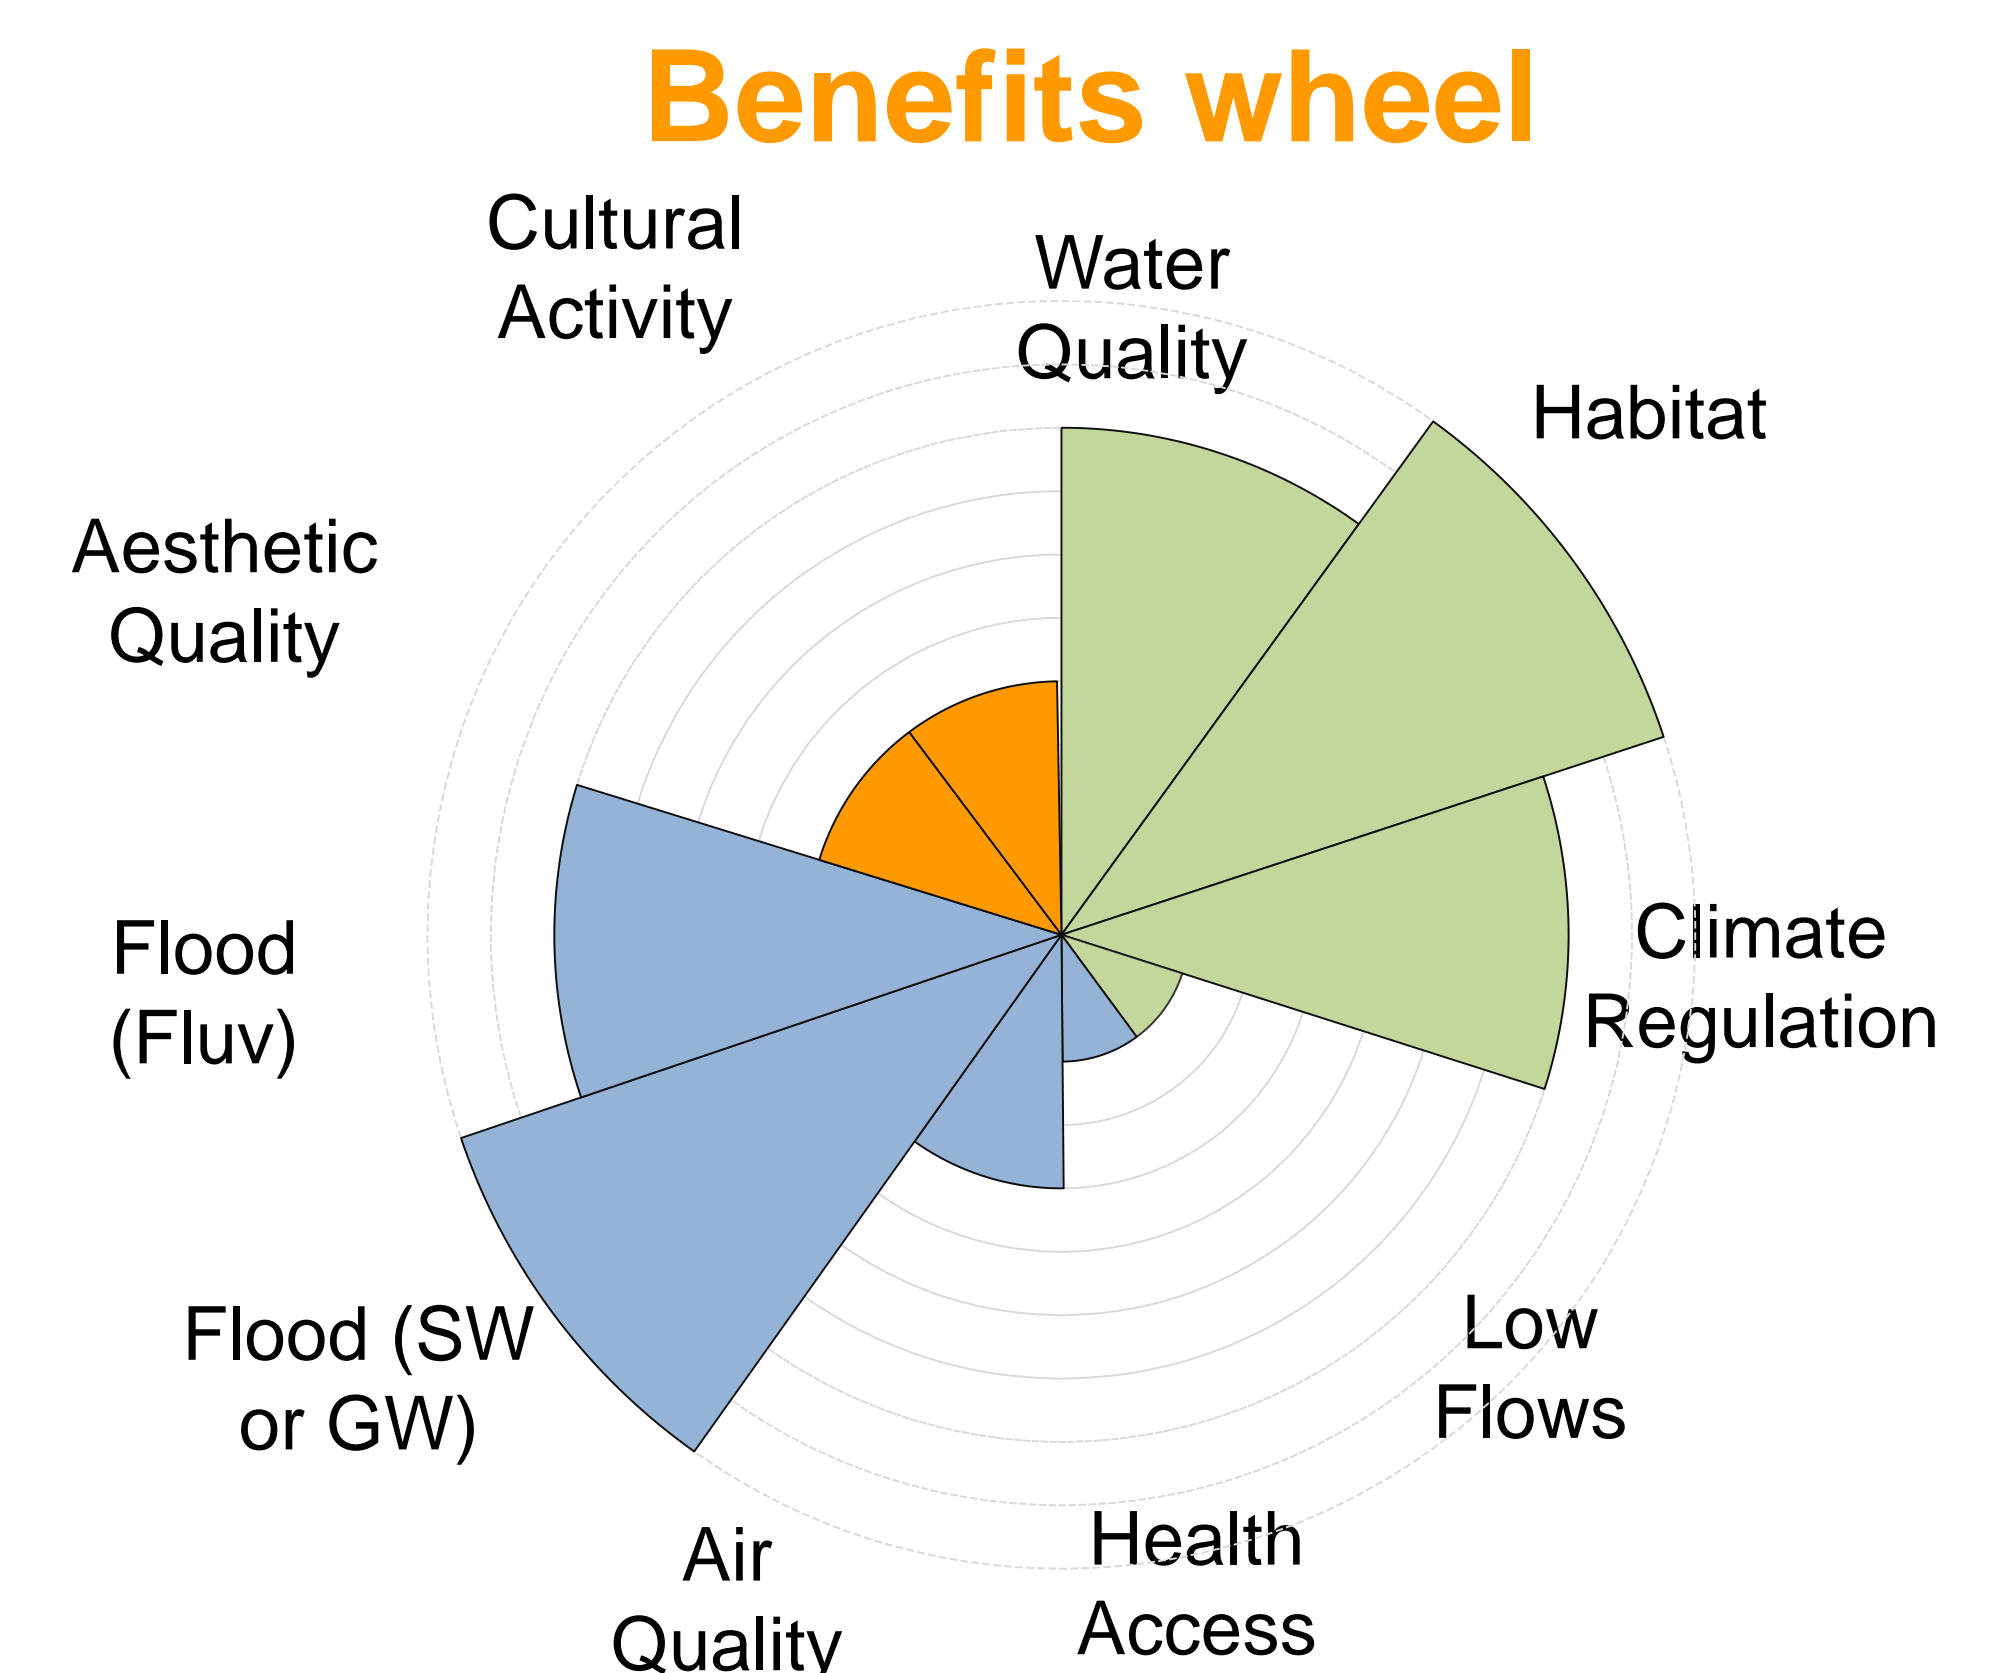 Benefits wheel
Cultural
Activity
Water
Quality
Habitat
Aesthetic
Quality
Climate
Regulation
Flood
(Fluv)
Low
Flows
Flood (SW
or GW)
Health
Access
Air
Quality